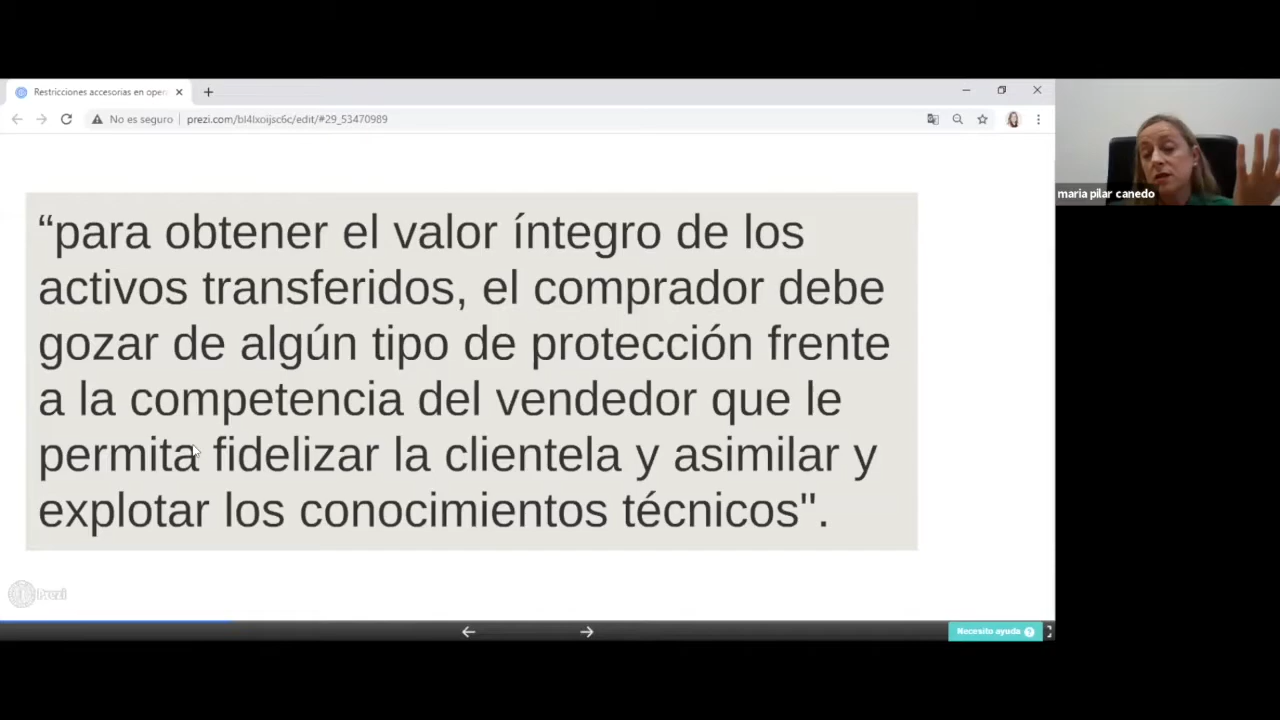 Restricciones accesorias en oper
No es seguro
prezi.com/bl4lxoijsc6c/edit/#29_53470989
maria pilar canedo
“para obtener el valor íntegro de los
activos transferidos, el comprador debe
gozar de algún tipo de protección frente
a la competencia del vendedor que le
permita fidelizar la clientela y asimilar y
explotar los conocimientos técnicos".
Prezi
Necesito ayuda